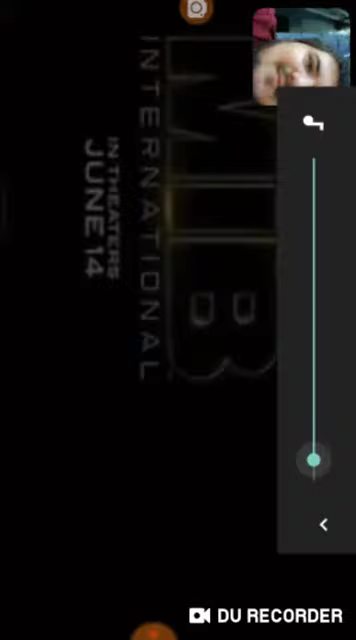 MIB
INTERNATIONAL
IN THEATERS
JUNE 14
DU RECORDER